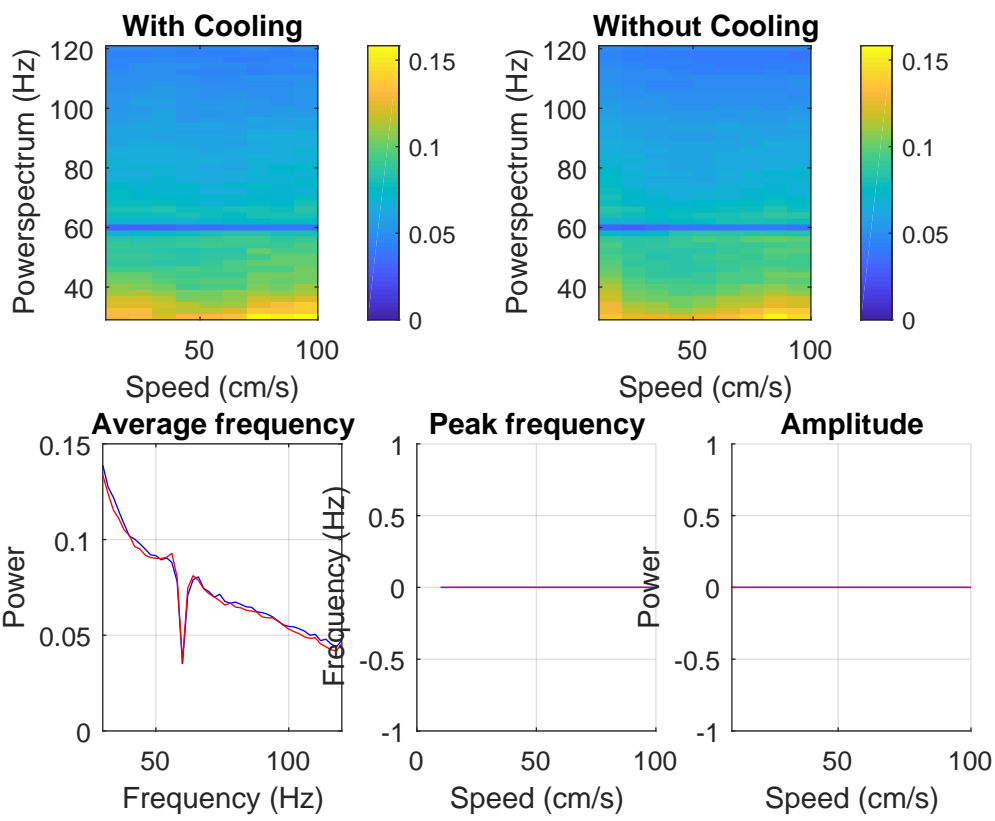 With Cooling
Powerspectrum (Hz)
120
100
80
60
40
50
100
Speed (cm/s)
0.15
0.1
0.05
0
Without Cooling
Powerspectrum (Hz)
120
100
80
60
40
50
100
Speed (cm/s)
0.15
0.1
0.05
0
Average frequency
Power
0.15
0.1
0.05
0
50
100
Frequency (Hz)
Peak frequency
Frequency (Hz)
1
0.5
0
-0.5
-1
0
50
100
Speed (cm/s)
Amplitude
Power
1
0.5
0
-0.5
-1
50
100
Speed (cm/s)